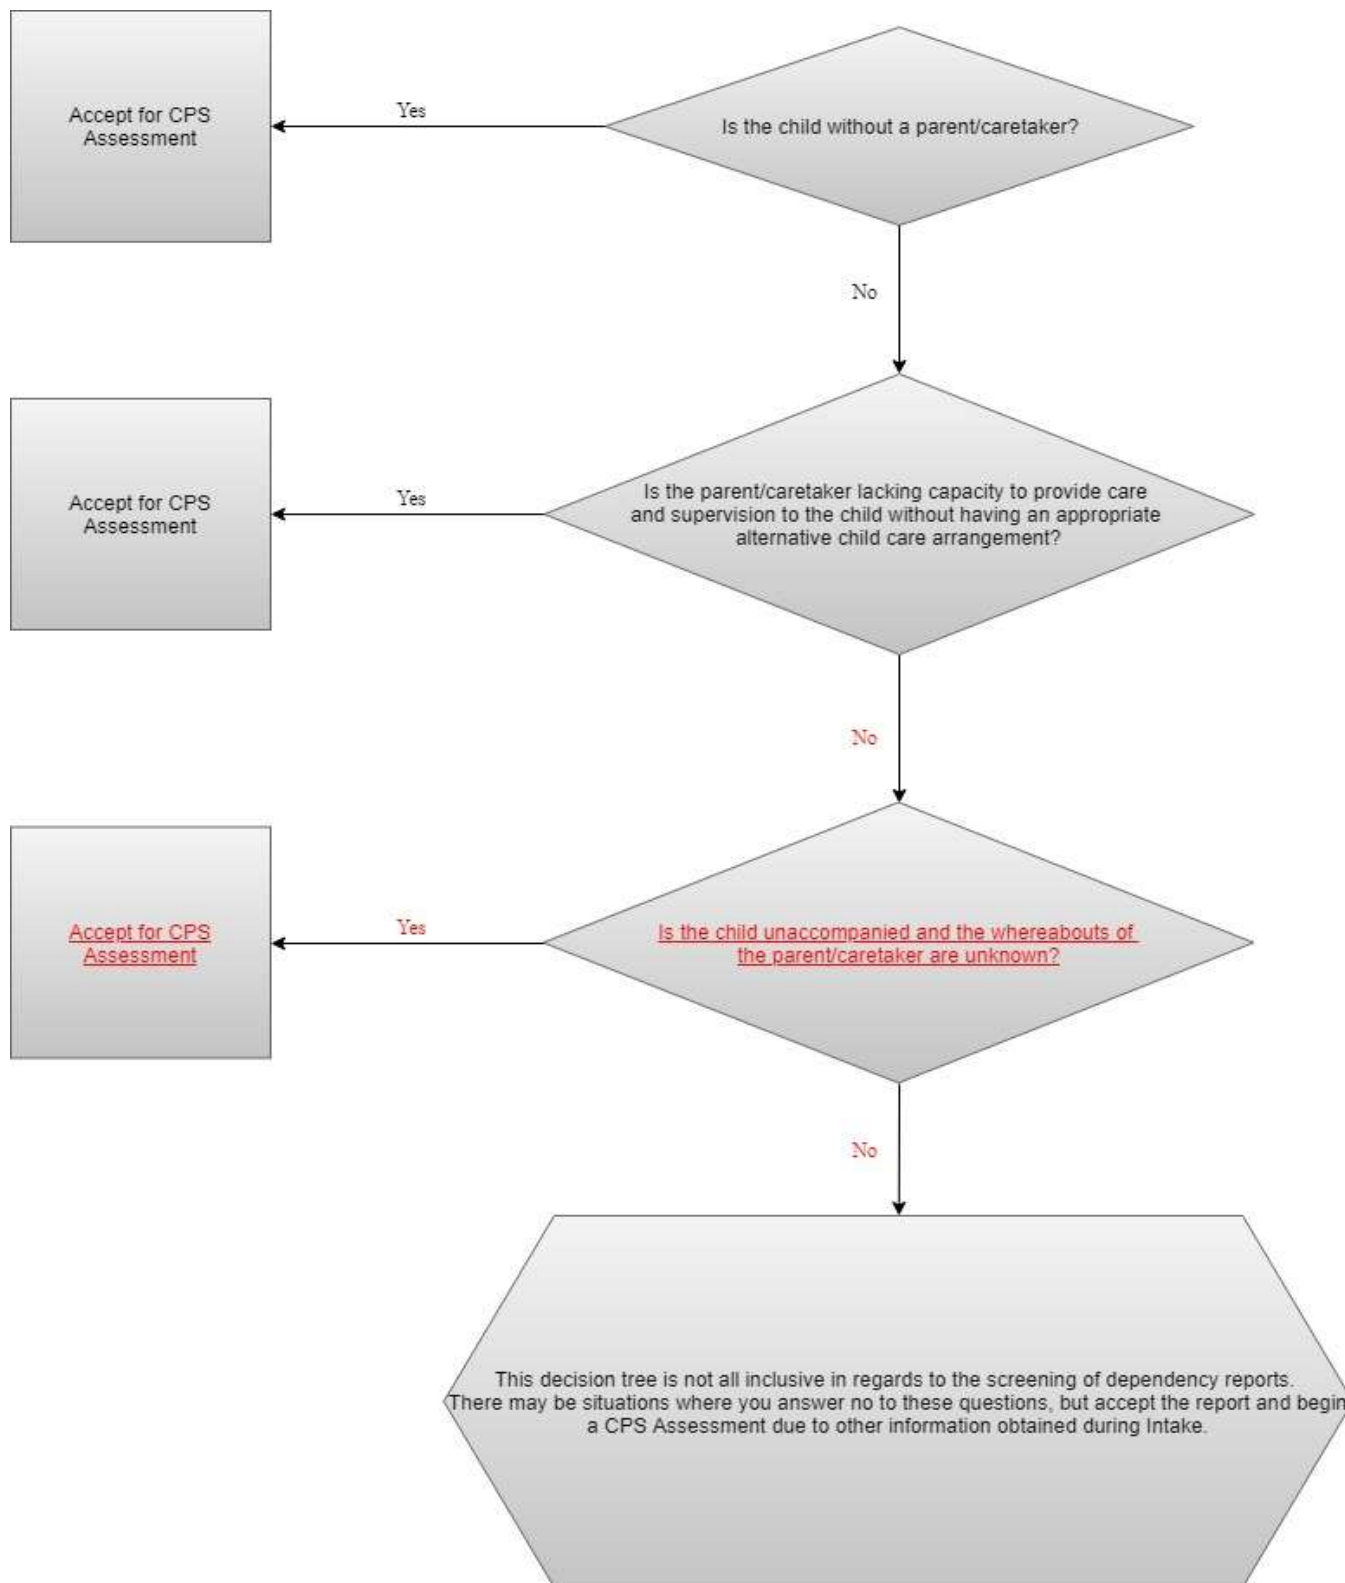 Accept for CPS
Assessment
Yes
Is the child without a parent/caretaker?
No
Accept for CPS
Assessment
Yes
Is the parent/caretaker lacking capacity to provide care
and supervision to the child without having an appropriate
alternative child care arrangement?
No
Accept for CPS
Assessment
Yes
Is the child unaccompanied and the whereabouts of
the parent/caretaker are unknown?
No
This decision tree is not all inclusive in regards to the screening of dependency reports.
There may be situations where you answer no to these questions, but accept the report and begin
a CPS Assessment due to other information obtained during Intake.